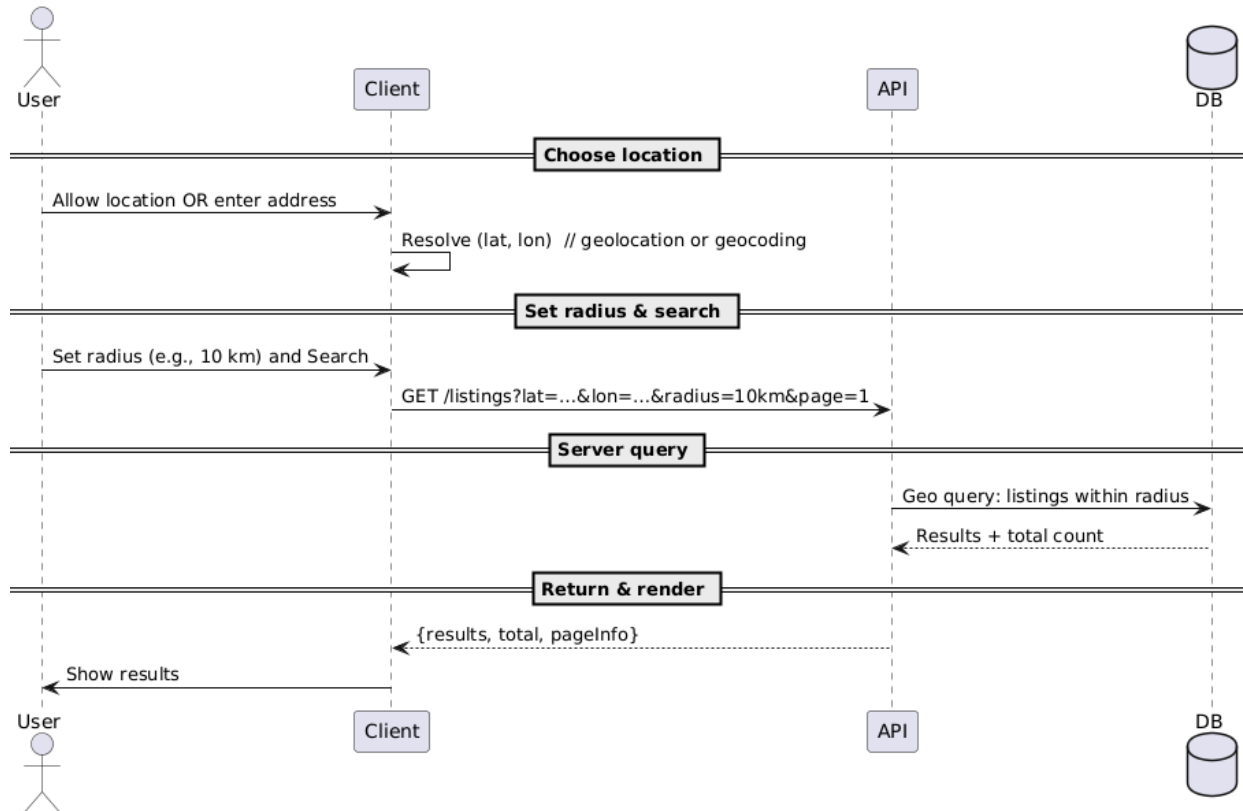 User
Client
API
DB
Choose location
Allow location OR enter address
Resolve (lat, lon)  // geolocation or geocoding
Set radius & search
Set radius (e.g., 10 km) and Search
GET /listings?lat=...&lon=...&radius=10km&page=1
Server query
Geo query: listings within radius
Results + total count
Return & render
{results, total, pageInfo}
Show results
User
Client
API
DB